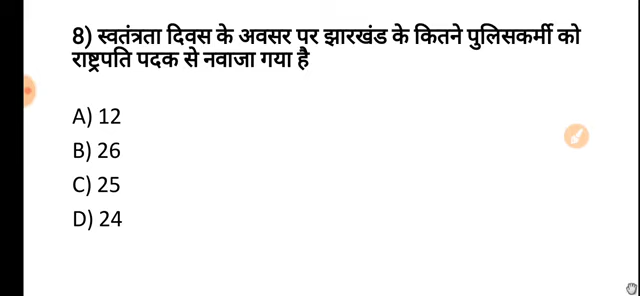 8) स्वतंत्रता दिवस के अवसर पर झारखंड के कितने पुलिसकर्मी को
राष्ट्रपति पदक से नवाजा गया है
A) 12
B) 26
C) 25
D) 24